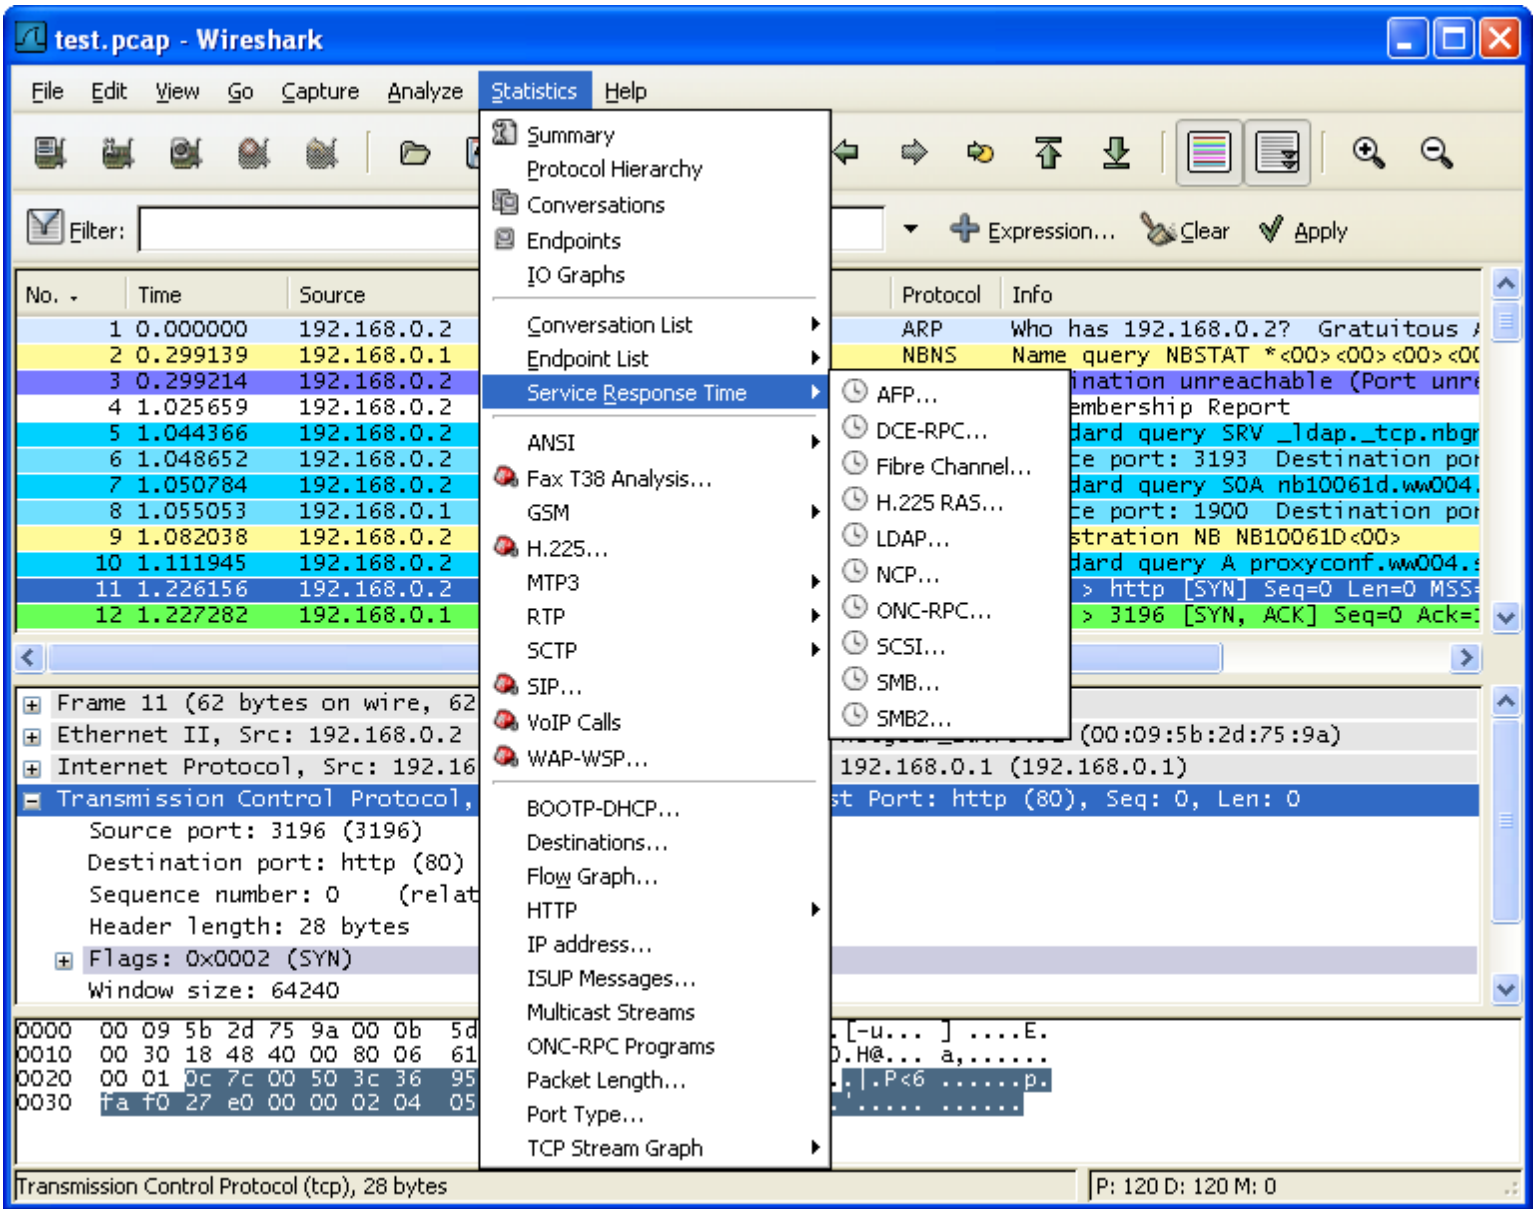 test.pcap - Wireshark
File Edit View Go Capture Analyze Statistics Help
Filter: Expression... Clear Apply
No. Time Source Protocol Info
1 0.000000 192.168.0.2 ARP Who has 192.168.0.2? Gratuitous
2 0.299139 192.168.0.1 NBNS Name query NBSTAT *<00><00><00><00
3 0.299214 192.168.0.2 ination unreachable (Port unre
4 1.025659 192.168.0.2 embership Report
5 1.044366 192.168.0.2 dard query SRV _ldap._tcp.nbgr
6 1.048652 192.168.0.2 ce port: 3193 Destination por
7 1.050784 192.168.0.2 dard query SOA nb10061d.ww004.
8 1.055053 192.168.0.1 ce port: 1900 Destination por
9 1.082038 192.168.0.2 stration NB NB10061D<00>
10 1.111945 192.168.0.2 dard query A proxyconf.ww004.s
11 1.226156 192.168.0.2 > http [SYN] Seq=0 Len=0 MSS=
12 1.227282 192.168.0.1 > 3196 [SYN, ACK] Seq=0 Ack=1
Summary
Protocol Hierarchy
Conversations
Endpoints
IO Graphs
Conversation List
Endpoint List
Service Response Time
ANSI
Fax T38 Analysis...
GSM
H.225...
MTP3
RTP
SCTP
SIP...
VoIP Calls
WAP-WSP...
BOOTP-DHCP...
Destinations...
Flow Graph...
HTTP
IP address...
ISUP Messages...
Multicast Streams
ONC-RPC Programs
Packet Length...
Port Type...
TCP Stream Graph
AFP...
DCE-RPC...
Fibre Channel...
H.225 RAS...
LDAP...
NCP...
ONC-RPC...
SCSI...
SMB...
SMB2...
Frame 11 (62 bytes on wire, 62
Ethernet II, Src: 192.168.0.2 (00:09:5b:2d:75:9a)
Internet Protocol, Src: 192.16 192.168.0.1 (192.168.0.1)
Transmission Control Protocol, st Port: http (80), Seq: 0, Len: 0
Source port: 3196 (3196)
Destination port: http (80)
Sequence number: 0 (relat
Header length: 28 bytes
Flags: 0x0002 (SYN)
Window size: 64240
0000 00 09 5b 2d 75 9a 00 0b 5d .[-u... ] ....E.
0010 00 30 18 48 40 00 80 06 61 0.H@... a,......
0020 00 01 0c 7c 00 50 3c 36 95 ..|.P<6 ......p.
0030 fa f0 27 e0 00 00 02 04 05 .'..... ......
Transmission Control Protocol (tcp), 28 bytes P: 120 D: 120 M: 0